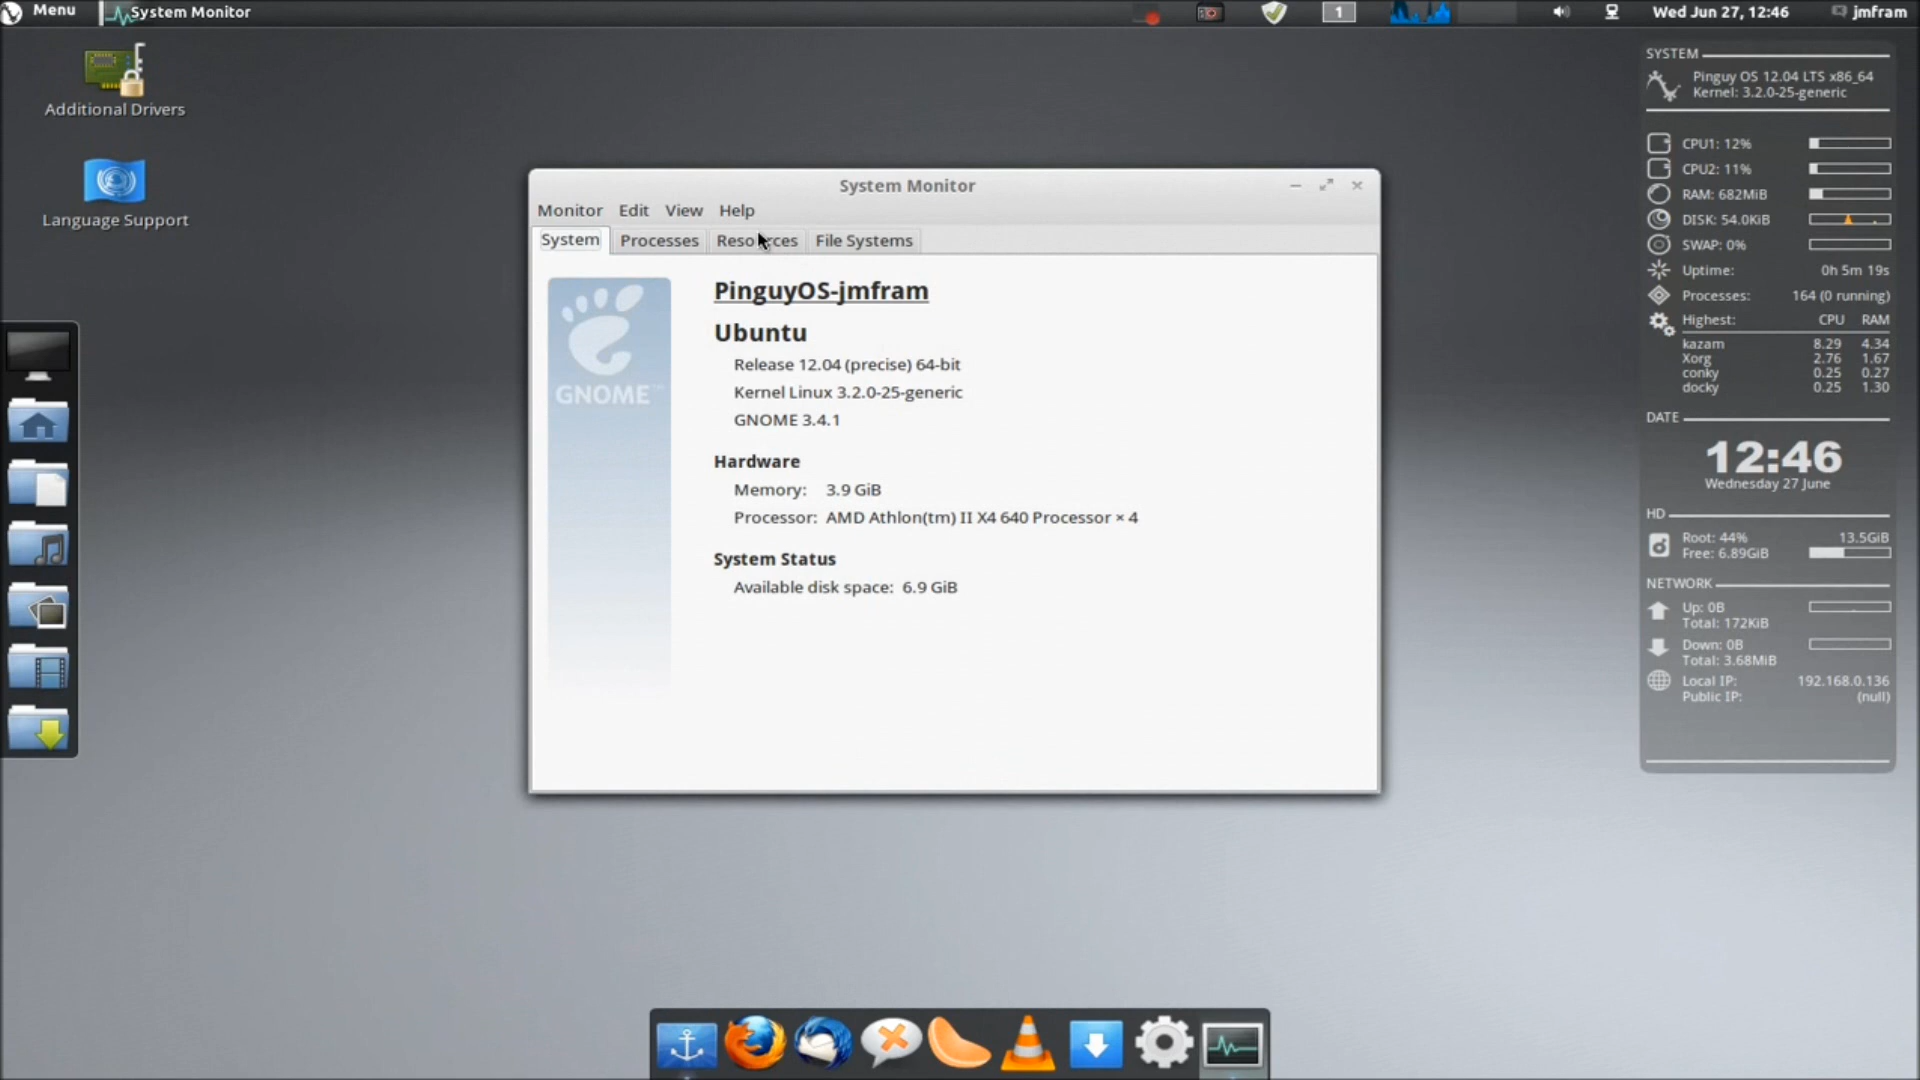 Menu
System Monitor
1
Wed Jun 27, 12:46
jmfram
Additional Drivers
Language Support
System Monitor
Monitor Edit View Help
System Processes Resources File Systems
GNOME™
PinguyOS-jmfram
Ubuntu
Release 12.04 (precise) 64-bit
Kernel Linux 3.2.0-25-generic
GNOME 3.4.1
Hardware
Memory: 3.9 GiB
Processor: AMD Athlon(tm) II X4 640 Processor × 4
System Status
Available disk space: 6.9 GiB
SYSTEM
Pinguy OS 12.04 LTS x86_64
Kernel: 3.2.0-25-generic
CPU1: 12%
CPU2: 11%
RAM: 682MiB
DISK: 54.0KiB
SWAP: 0%
Uptime: 0h 5m 19s
Processes: 164 (0 running)
Highest: CPU RAM
kazam 8.29 4.34
Xorg 2.76 1.67
conky 0.25 0.27
docky 0.25 1.30
DATE
12:46
Wednesday 27 June
HD
Root: 44% 13.5GiB
Free: 6.89GiB
NETWORK
Up: 0B
Total: 172KiB
Down: 0B
Total: 3.68MiB
Local IP: 192.168.0.136
Public IP: (null)